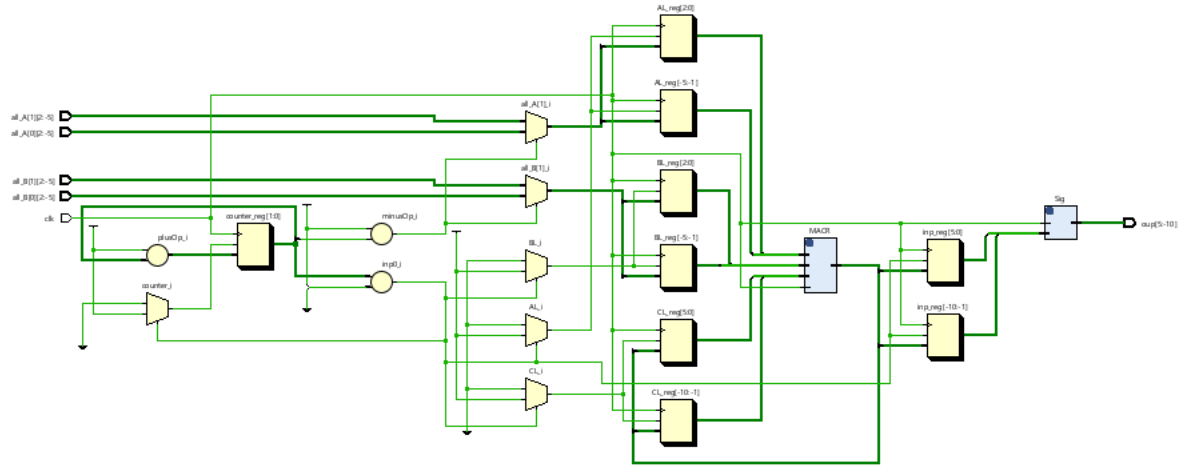 AL_reg[2:0]
AL_reg[-5:-1]
all_A[1]_i
all_A[1][2:-5]
all_A[0][2:-5]
BL_reg[2:0]
all_B[1]_i
all_B[1][2:-5]
all_B[0][2:-5]
Sig
clk
counter_reg[1:0]
minusOp_i
oup[5:-10]
MACR
plusOp_i
BL_i
BL_reg[-5:-1]
inp_reg[5:0]
inp0_i
counter_i
AL_i
CL_reg[5:0]
inp_reg[-10:-1]
CL_i
CL_reg[-10:-1]